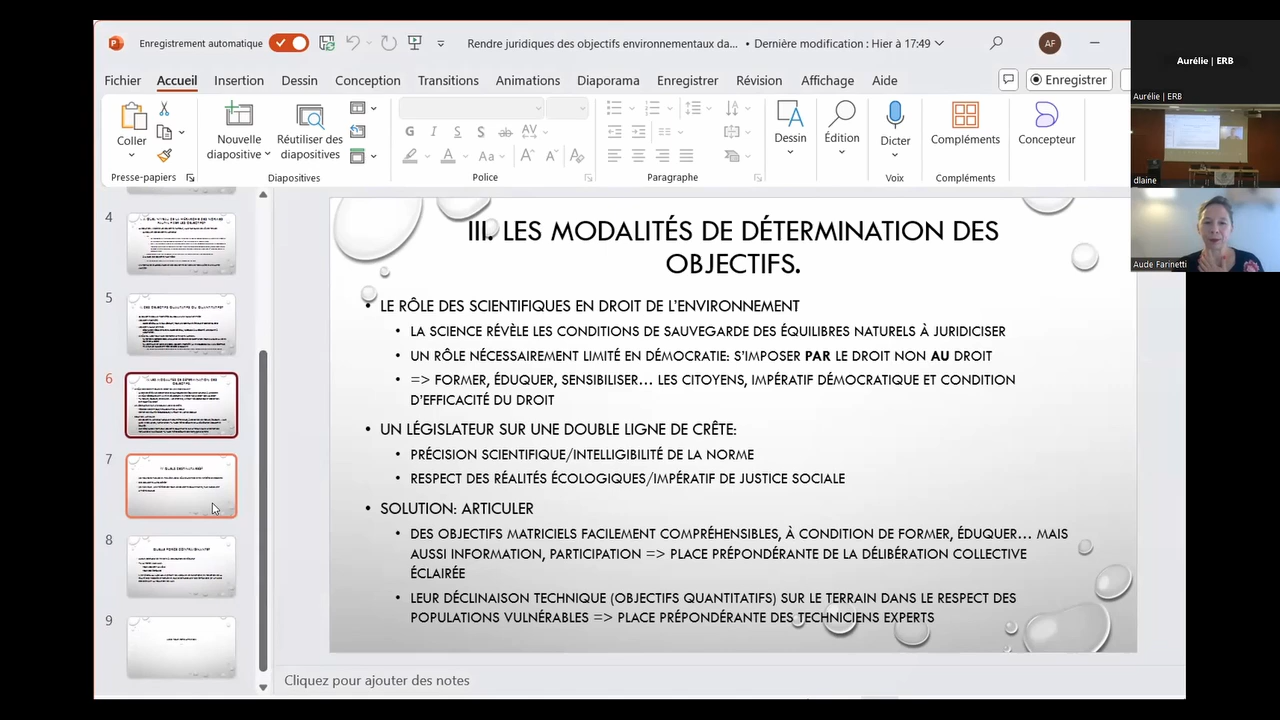 Enregistrement automatique
Rendre juridiques des objectifs environnementaux da... • Dernière modification : Hier à 17:49
AF
Fichier Accueil Insertion Dessin Conception Transitions Animations Diaporama Enregistrer Révision Affichage Aide
Enregistrer
Coller
Nouvelle diapositive
Réutiliser des diapositives
Dessin
Édition
Dicter
Compléments
Concepteur
Presse-papiers
Diapositives
Police
Paragraphe
Voix
Compléments
Aurélie | ERB
Aurélie | ERB
dlaine
Aude Farinetti
4
5
6
7
8
9
III. LES MODALITÉS DE DÉTERMINATION DES
OBJECTIFS.
• LE RÔLE DES SCIENTIFIQUES EN DROIT DE L'ENVIRONNEMENT
• LA SCIENCE RÉVÈLE LES CONDITIONS DE SAUVEGARDE DES ÉQUILIBRES NATURELS À JURIDICISER
• UN RÔLE NÉCESSAIREMENT LIMITÉ EN DÉMOCRATIE: S'IMPOSER PAR LE DROIT NON AU DROIT
• => FORMER, ÉDUQUER, SENSIBILISER... LES CITOYENS, IMPÉRATIF DÉMOCRATIQUE ET CONDITION
D'EFFICACITÉ DU DROIT
• UN LÉGISLATEUR SUR UNE DOUBLE LIGNE DE CRÊTE:
• PRÉCISION SCIENTIFIQUE/INTELLIGIBILITÉ DE LA NORME
• RESPECT DES RÉALITÉS ÉCOLOGIQUES/IMPÉRATIF DE JUSTICE SOCIALE
• SOLUTION: ARTICULER
• DES OBJECTIFS MATRICIELS FACILEMENT COMPRÉHENSIBLES, À CONDITION DE FORMER, ÉDUQUER... MAIS
AUSSI INFORMATION, PARTICIPATION => PLACE PRÉPONDÉRANTE DE LA DÉLIBÉRATION COLLECTIVE
ÉCLAIRÉE
• LEUR DÉCLINAISON TECHNIQUE (OBJECTIFS QUANTITATIFS) SUR LE TERRAIN DANS LE RESPECT DES
POPULATIONS VULNÉRABLES => PLACE PRÉPONDÉRANTE DES TECHNICIENS EXPERTS
Cliquez pour ajouter des notes